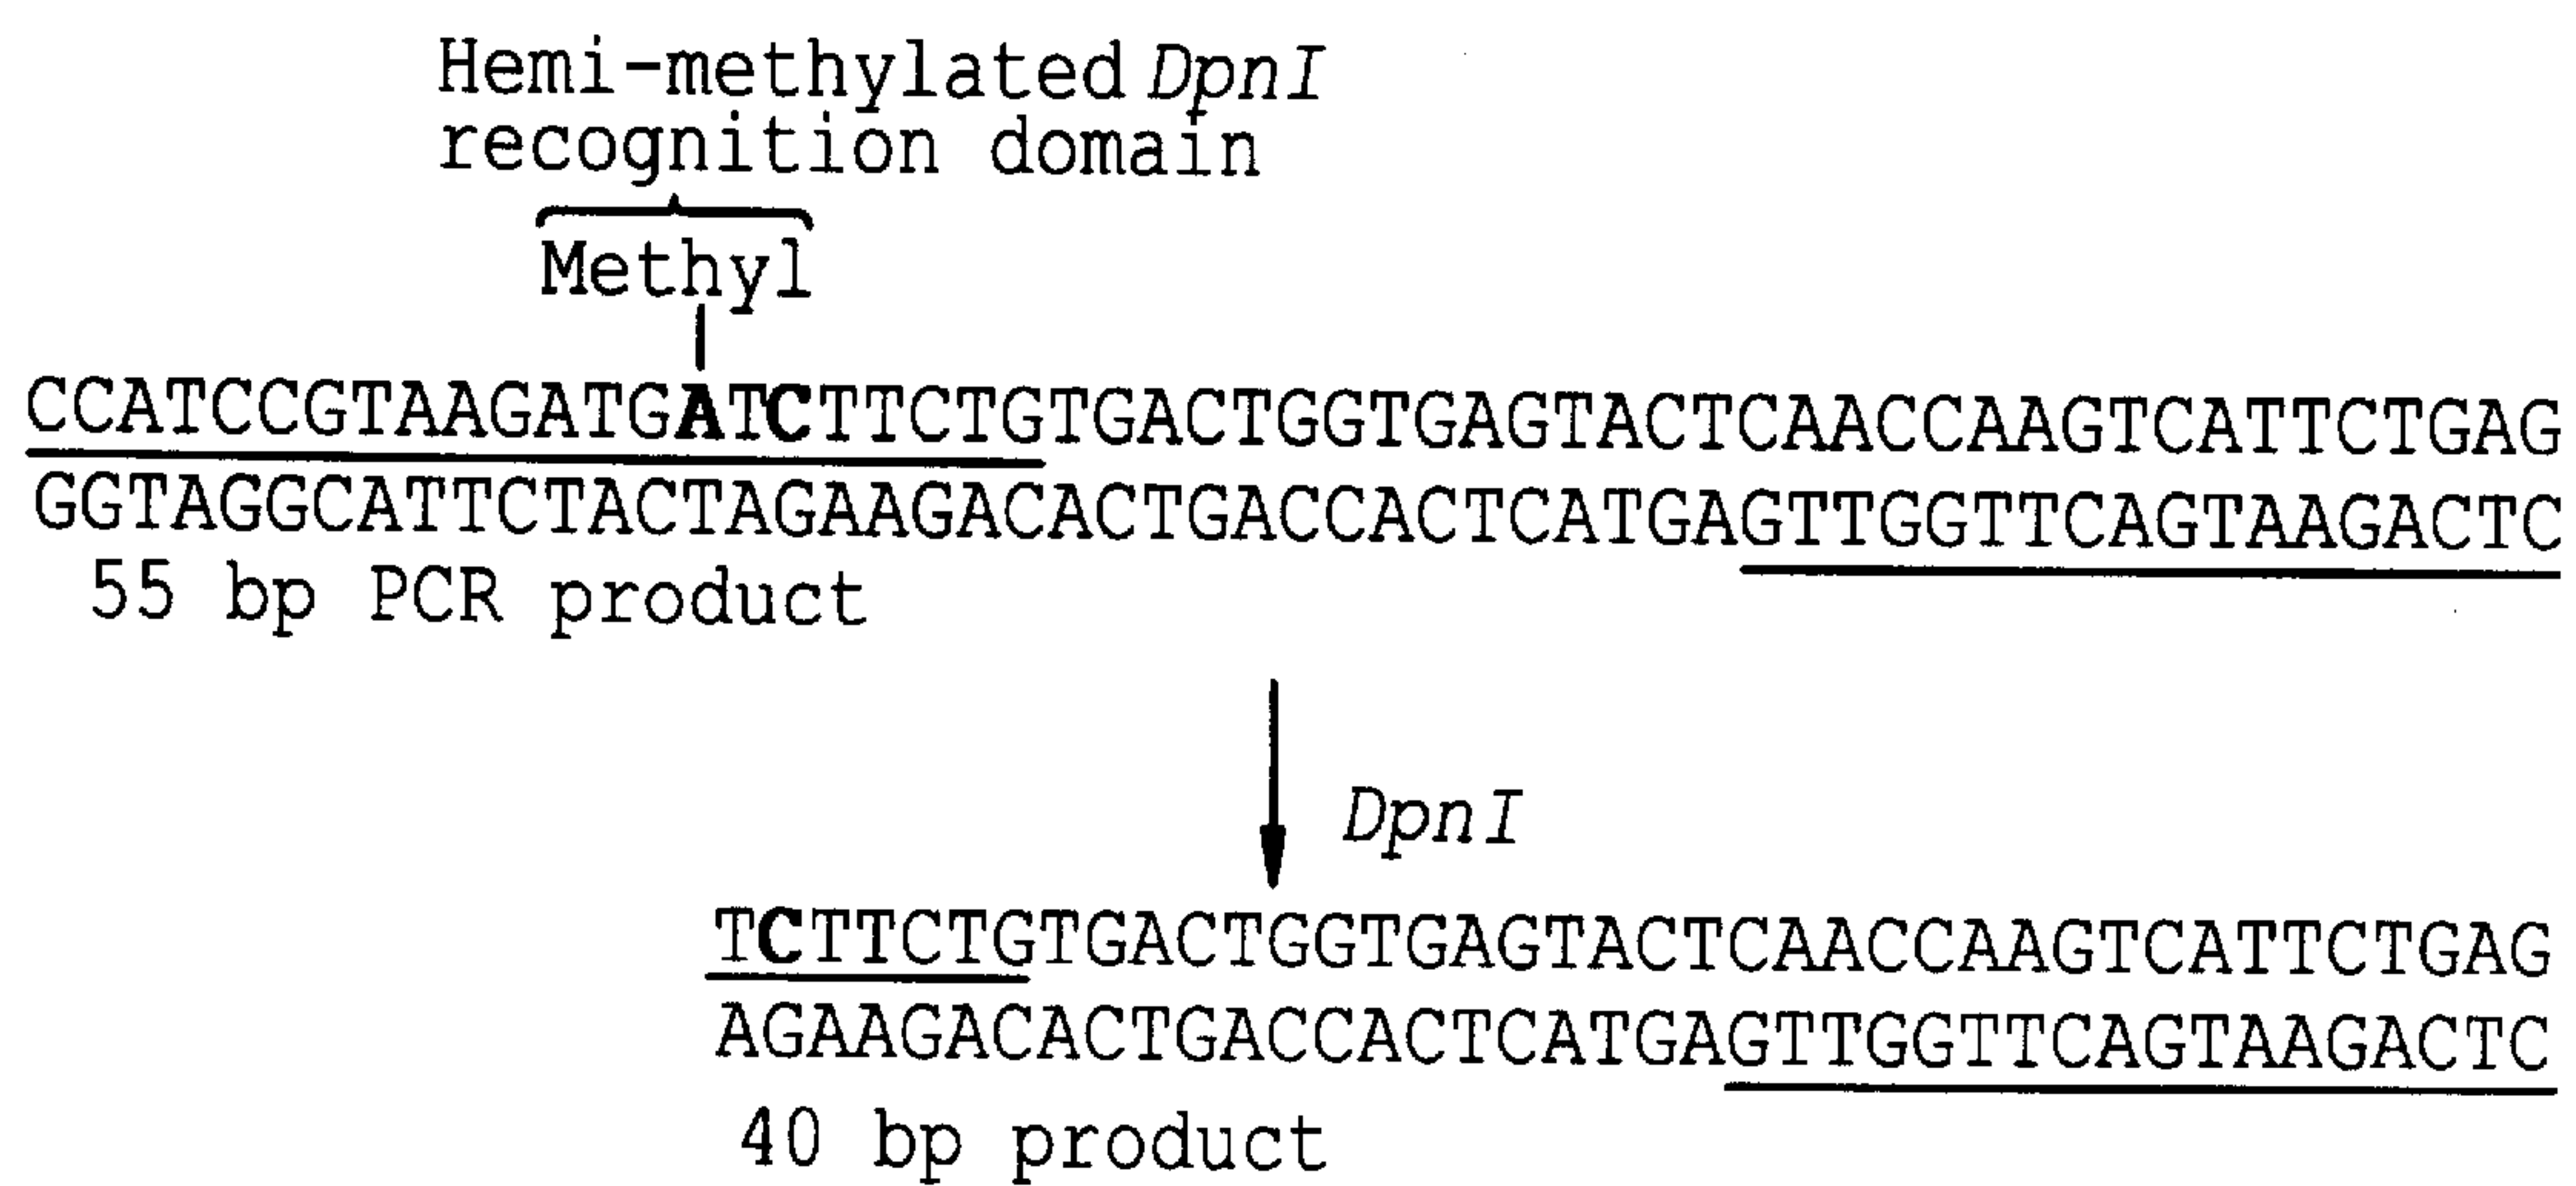 Hemi-methylated DpnI
recognition domain
Methyl
CCATCCGTAAGATGATCTTCTGTGACTGGTGAGTACTCAACCAAGTCATTCTGAG
GGTAGGCATTCTACTAGAAGACACTGACCACTCATGAGTTGGTTCAGTAAGACTC
55 bp PCR product
DpnI
TCTTCTGTGACTGGTGAGTACTCAACCAAGTCATTCTGAG
AGAAGACACTGACCACTCATGAGTTGGTTCAGTAAGACTC
40 bp product